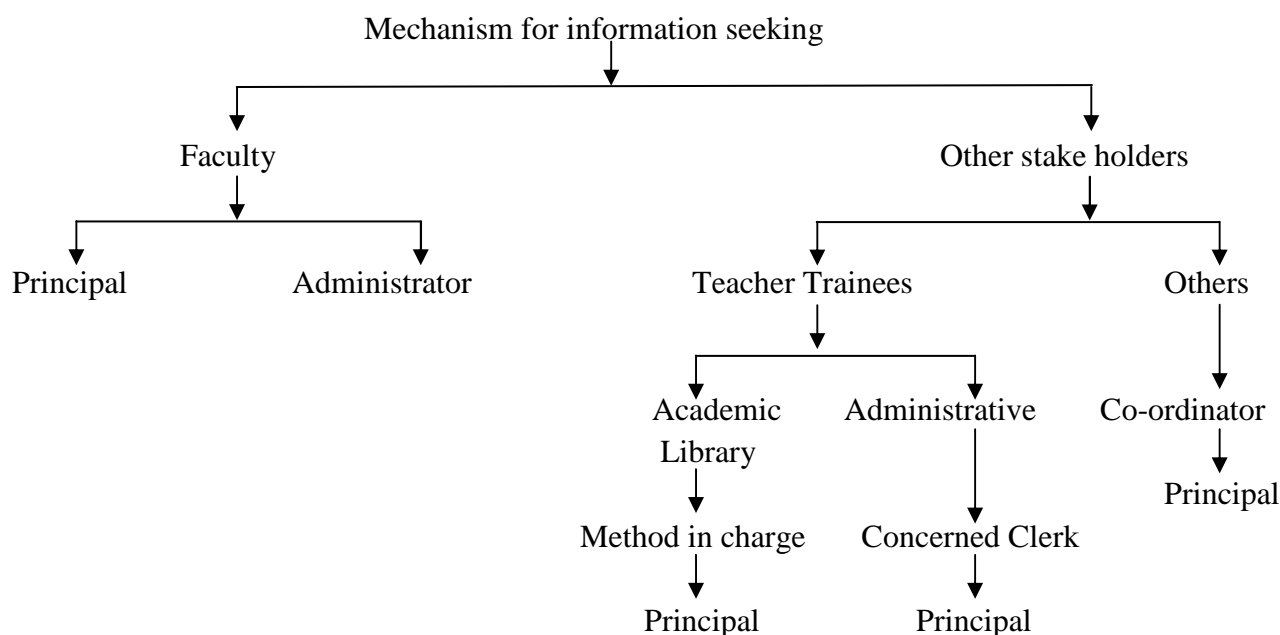 Mechanism for information seeking
Faculty
Other stake holders
Principal
Administrator
Teacher Trainees
Others
Academic
Library
Administrative
Co-ordinator
Principal
Method in charge
Concerned Clerk
Principal
Principal